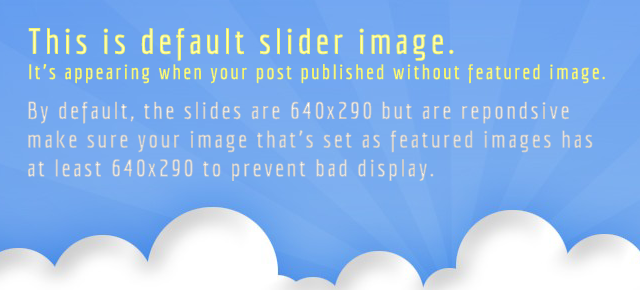 This is default slider image.
It's appearing when your post published without featured image.
By default, the slides are 640x290 but are repondsive
make sure your image that's set as featured images has
at least 640x290 to prevent bad display.